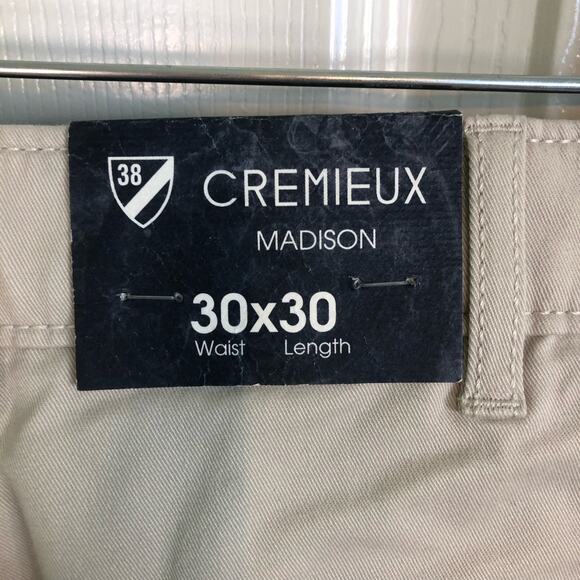 38
CREMIEUX
MADISON
30x30
Waist Length